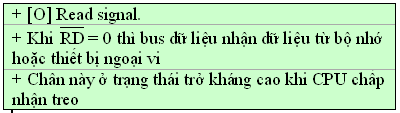 + [O] Read signal.
+ Khi R̅D̅ = 0 thì bus dữ liệu nhận dữ liệu từ bộ nhớ
hoặc thiết bị ngoại vi
+ Chân này ở trạng thái trở kháng cao khi CPU chấp
nhận treo